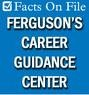 Facts On File
FERGUSON'S
CAREER
GUIDANCE
CENTER